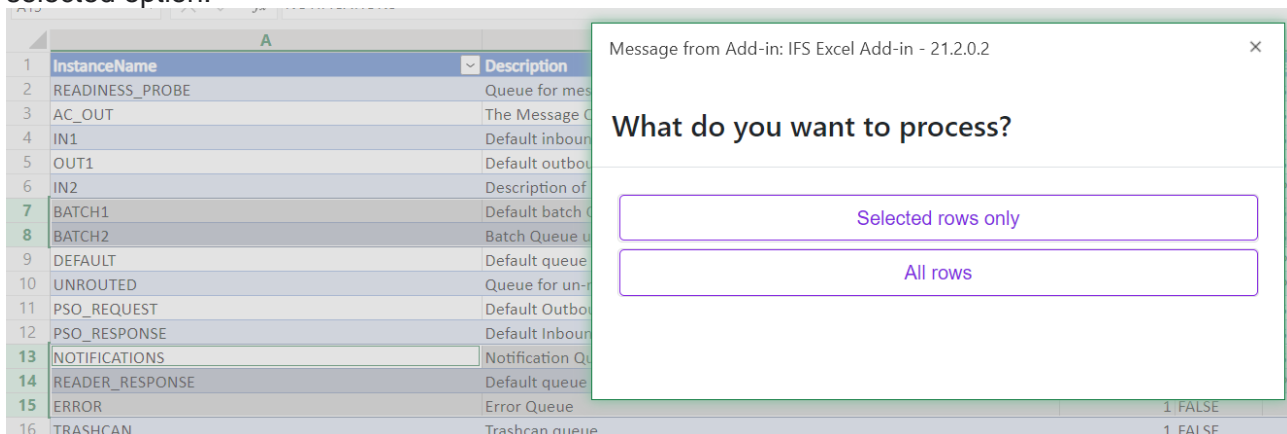 Message from Add-in: IFS Excel Add-in - 21.2.0.2 ×
What do you want to process?
Selected rows only
All rows
A
1 InstanceName Description
2 READINESS_PROBE Queue for mes
3 AC_OUT The Message
4 IN1 Default inboun
5 OUT1 Default outbou
6 IN2 Description of
7 BATCH1 Default batch
8 BATCH2 Batch Queue u
9 DEFAULT Default queue
10 UNROUTED Queue for un-r
11 PSO_REQUEST Default Outbou
12 PSO_RESPONSE Default Inboun
13 NOTIFICATIONS Notification Qu
14 READER_RESPONSE Default queue
15 ERROR Error Queue 1 FALSE
16 TRASHCAN Trashcan queue 1 FALSE